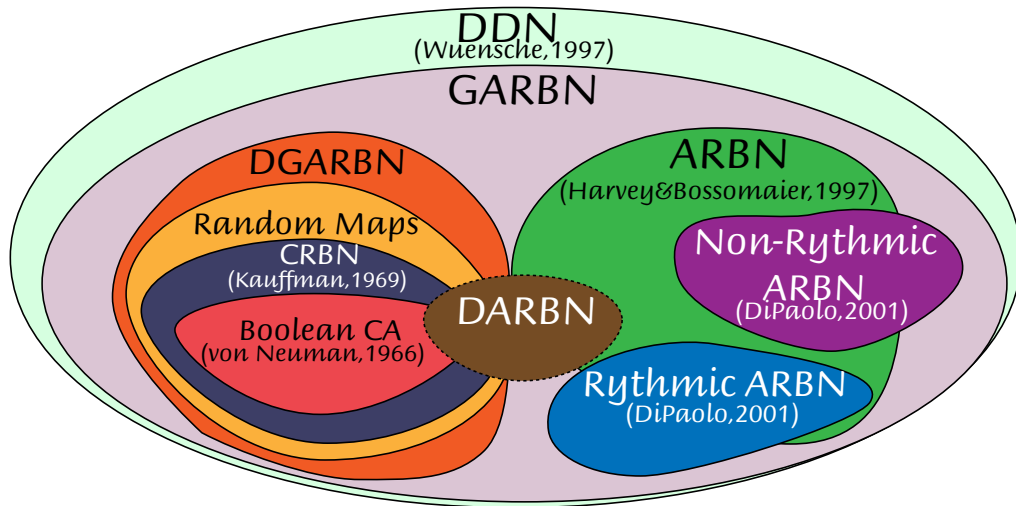 DDN
(Wuensche,1997)
GARBN
DGARBN
Random Maps
CRBN
(Kauffman,1969)
Boolean CA
(von Neuman,1966)
DARBN
ARBN
(Harvey&Bossomaier,1997)
Non-Rythmic
ARBN
(DiPaolo,2001)
Rythmic ARBN
(DiPaolo,2001)